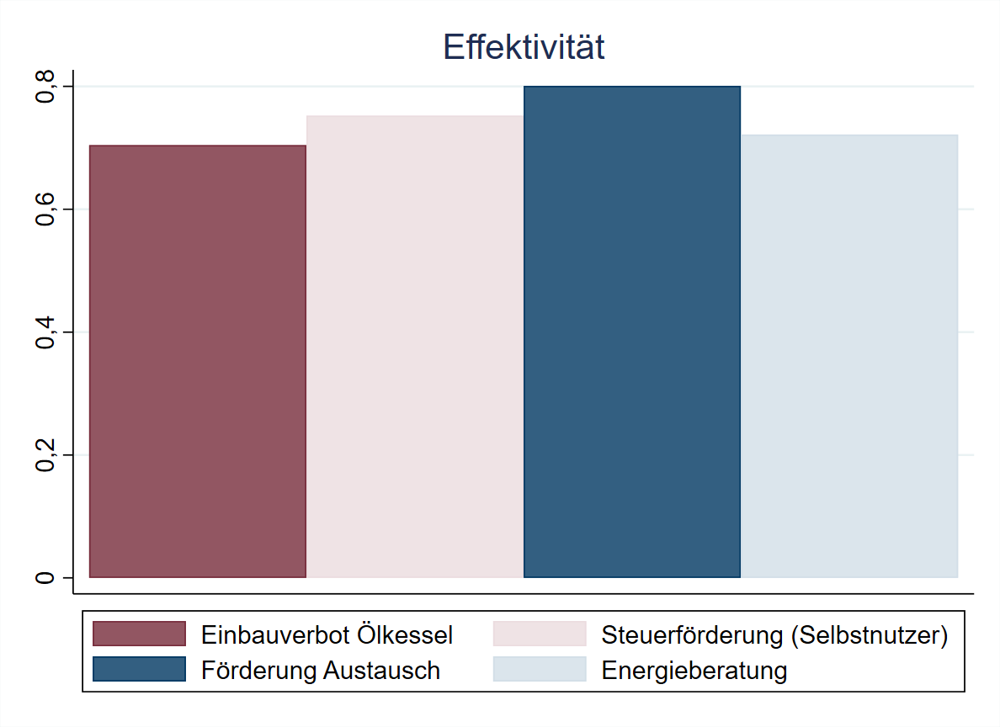 Effektivität
0,8
0,6
0,4
0,2
0
Einbauverbot Ölkessel
Steuerförderung (Selbstnutzer)
Förderung Austausch
Energieberatung